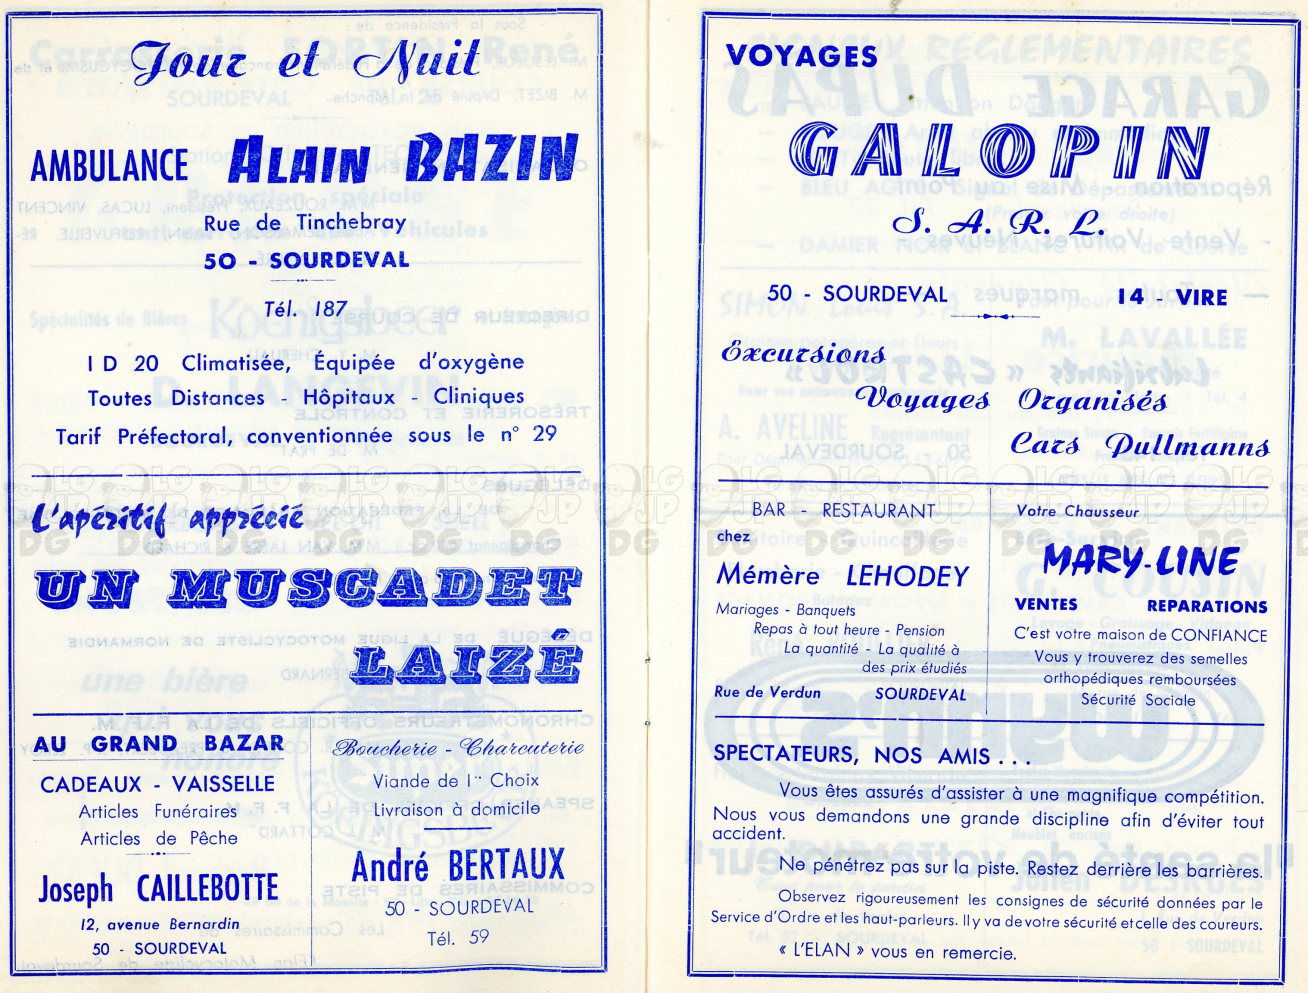 Jour et Nuit
AMBULANCE ALAIN BAZIN
Rue de Tinchebray
50 - SOURDEVAL
Tél. 187
I D 20 Climatisée, Équipée d'oxygène
Toutes Distances - Hôpitaux - Cliniques
Tarif Préfectoral, conventionnée sous le n° 29
L'apéritif apprécié
UN MUSCADET
LAIZÉ
AU GRAND BAZAR
CADEAUX - VAISSELLE
Articles Funéraires
Articles de Pêche
Joseph CAILLEBOTTE
12, avenue Bernardin
50 - SOURDEVAL
Boucherie - Charcuterie
Viande de 1er Choix
Livraison à domicile
André BERTAUX
50 - SOURDEVAL
Tél. 59
VOYAGES
GALOPIN
S. A. R. L.
50 - SOURDEVAL 14 - VIRE
Excursions
Voyages Organisés
Cars Pullmanns
BAR - RESTAURANT
chez
Mémère LEHODEY
Mariages - Banquets
Repas à tout heure - Pension
La quantité - La qualité à
des prix étudiés
Rue de Verdun SOURDEVAL
Votre Chausseur
MARY-LINE
VENTES REPARATIONS
C'est votre maison de CONFIANCE
Vous y trouverez des semelles
orthopédiques remboursées
Sécurité Sociale
SPECTATEURS, NOS AMIS . . .
Vous êtes assurés d'assister à une magnifique compétition.
Nous vous demandons une grande discipline afin d'éviter tout
accident.
Ne pénétrez pas sur la piste. Restez derrière les barrières.
Observez rigoureusement les consignes de sécurité données par le
Service d'Ordre et les haut-parleurs. Il y va de votre sécurité et celle des coureurs.
« L'ELAN » vous en remercie.